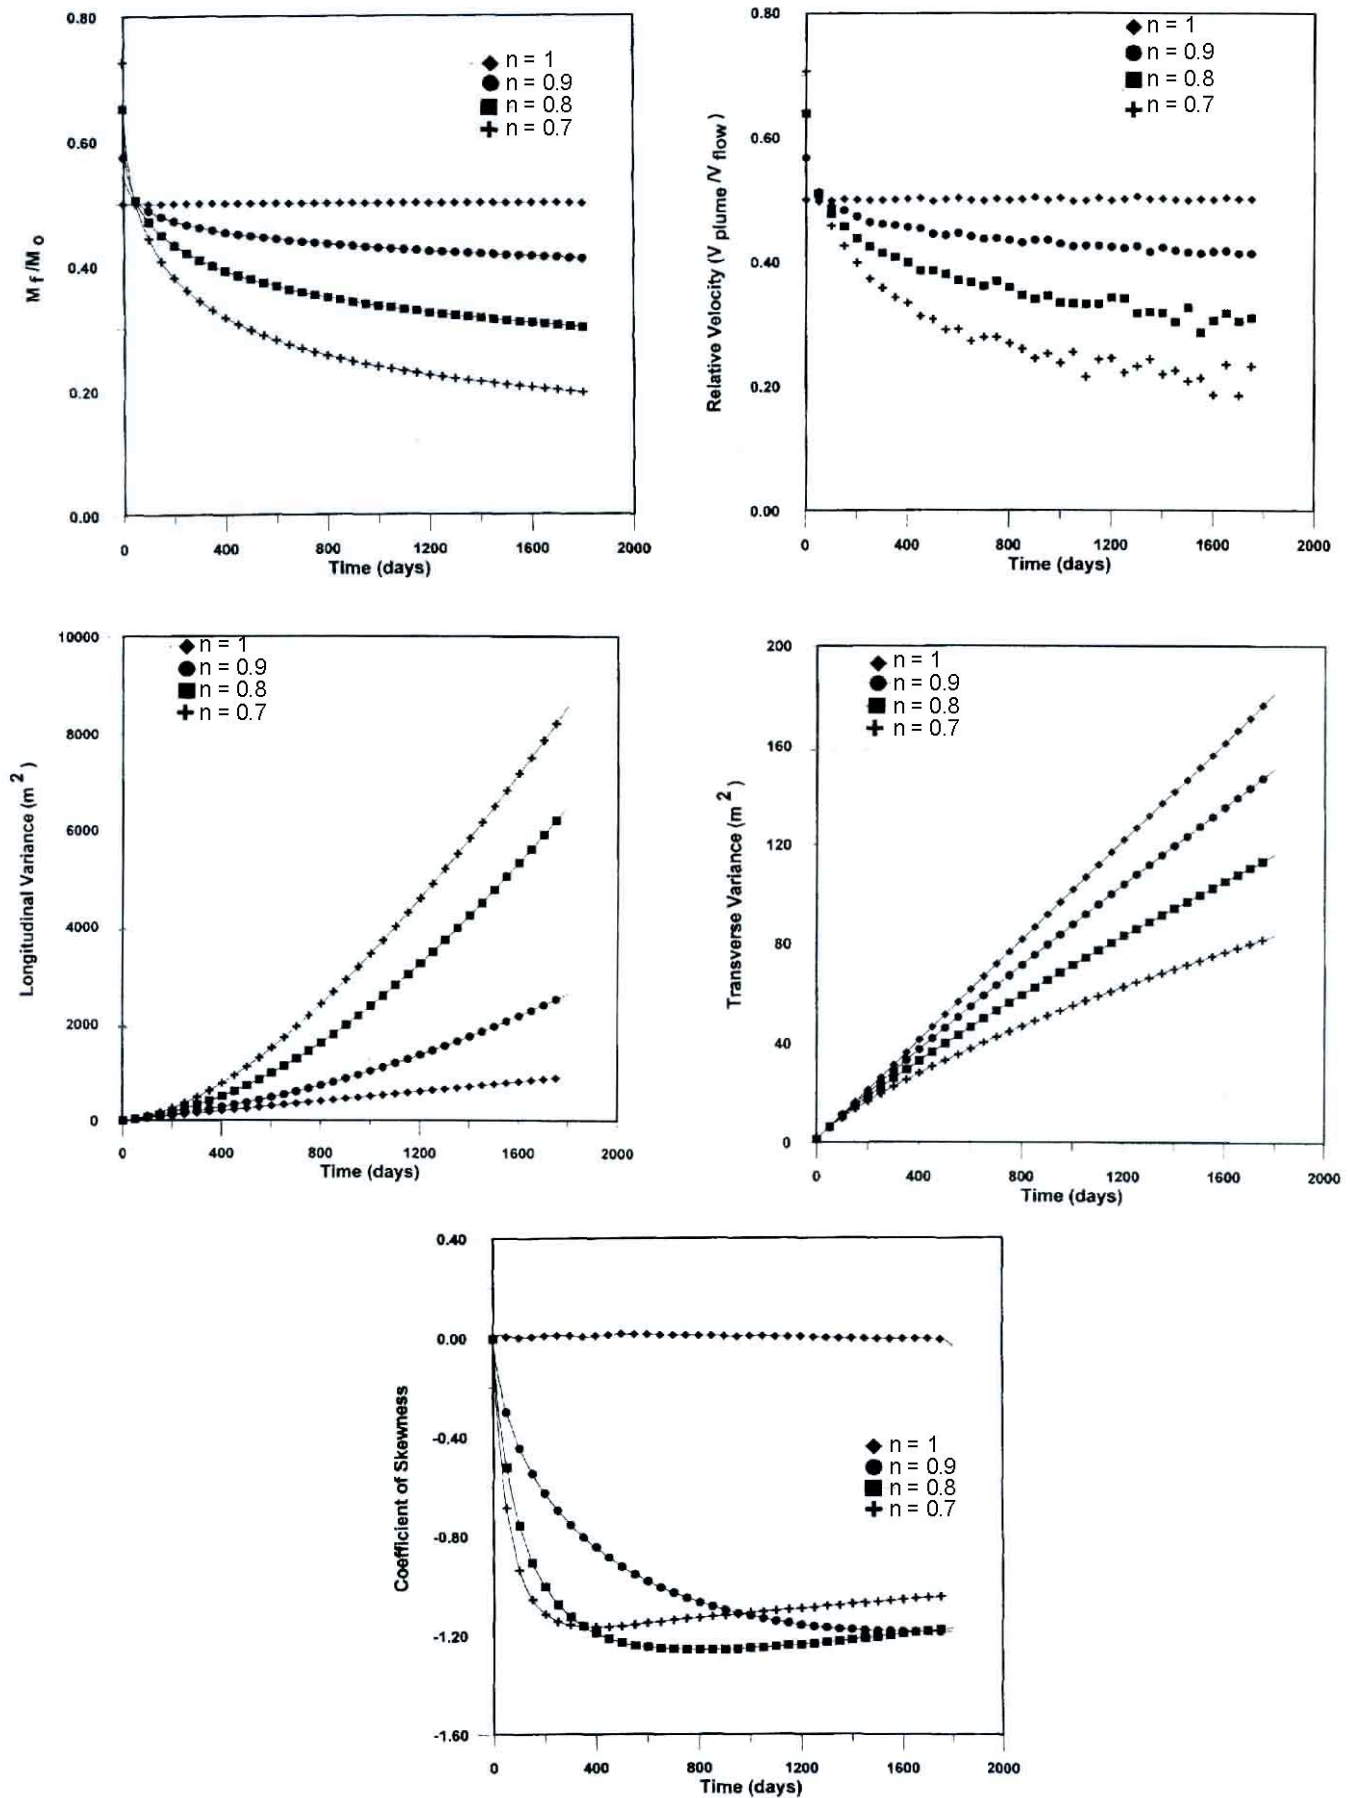 0.80
0.60
0.40
0.20
0.00
M f /M o
n = 1
n = 0.9
n = 0.8
n = 0.7
0 400 800 1200 1600 2000
Time (days)
0.80
0.60
0.40
0.20
0.00
Relative Velocity (V plume /V flow )
n = 1
n = 0.9
n = 0.8
n = 0.7
0 400 800 1200 1600 2000
Time (days)
10000
8000
6000
4000
2000
0
Longitudinal Variance (m 2 )
n = 1
n = 0.9
n = 0.8
n = 0.7
0 400 800 1200 1600 2000
Time (days)
200
160
120
80
40
0
Transverse Variance (m 2 )
n = 1
n = 0.9
n = 0.8
n = 0.7
0 400 800 1200 1600 2000
Time (days)
0.40
0.00
-0.40
-0.80
-1.20
-1.60
Coefficient of Skewness
n = 1
n = 0.9
n = 0.8
n = 0.7
0 400 800 1200 1600 2000
Time (days)